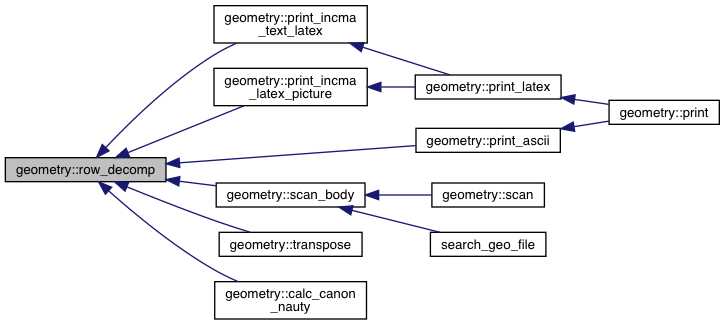 geometry::print_incma
_text_latex
geometry::print_incma
_latex_picture
geometry::print_latex
geometry::print
geometry::print_ascii
geometry::row_decomp
geometry::scan_body
geometry::scan
geometry::transpose
search_geo_file
geometry::calc_canon
_nauty